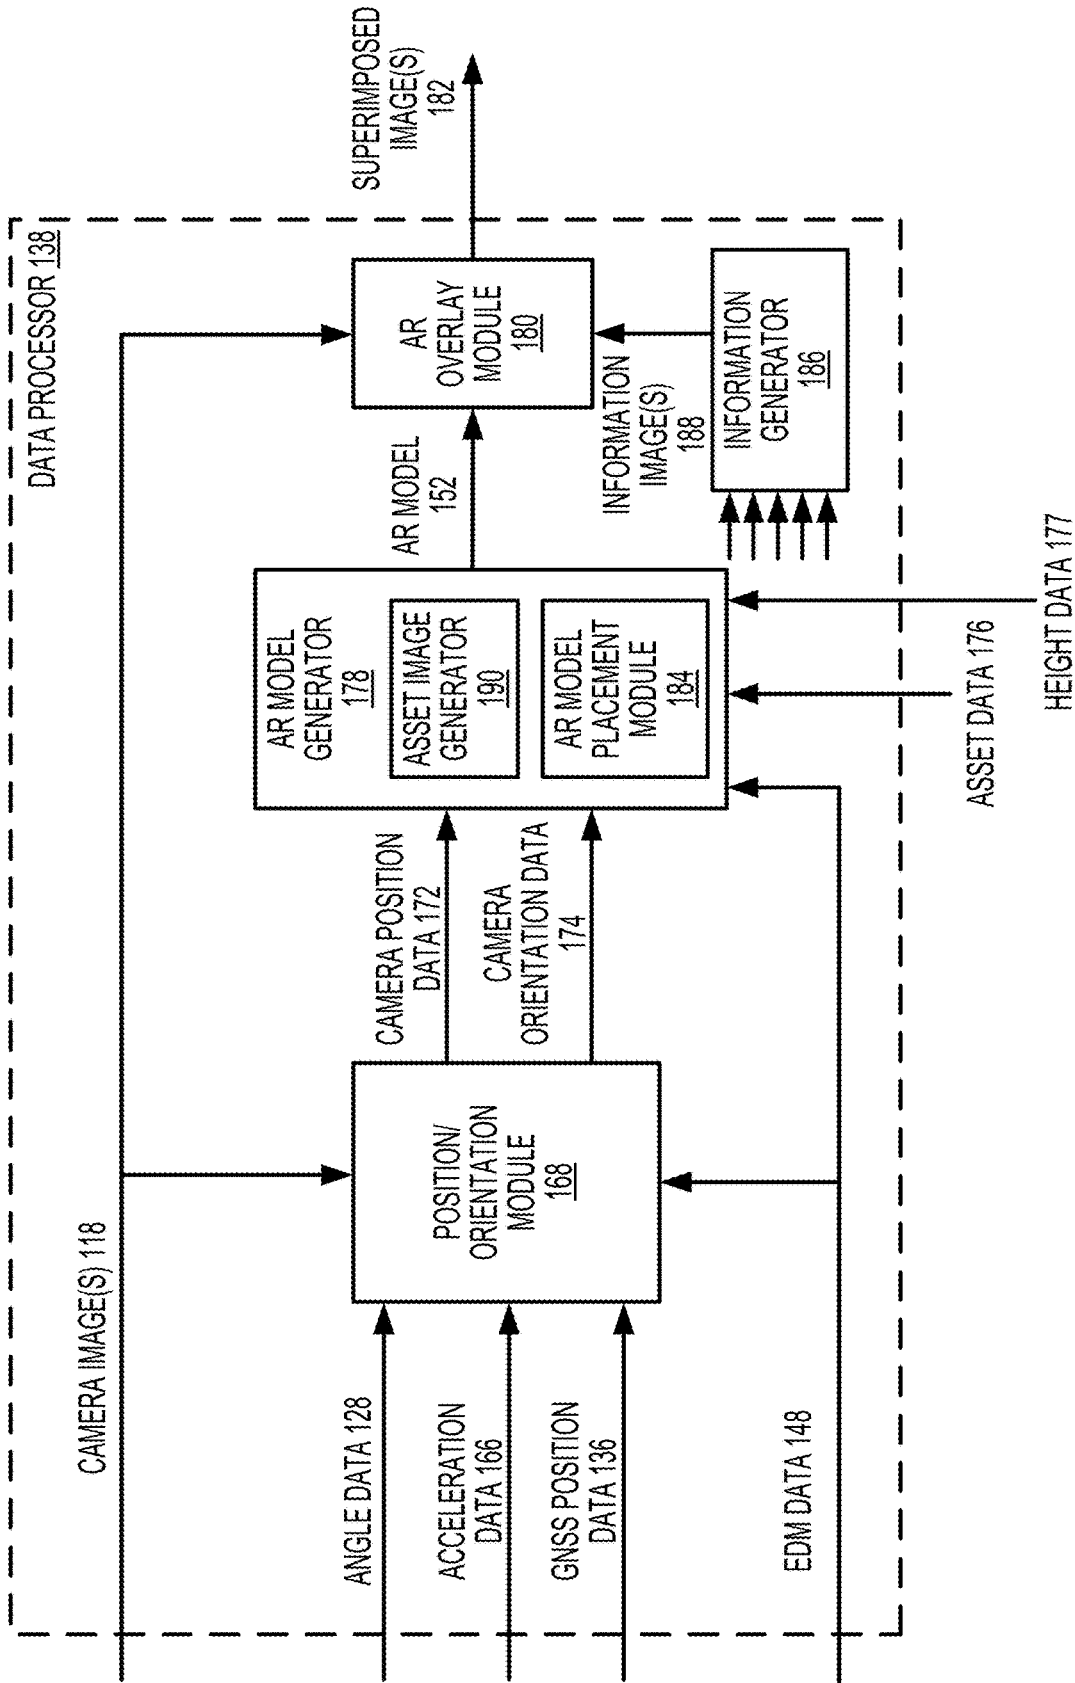 DATA PROCESSOR 138
CAMERA IMAGE(S) 118
ANGLE DATA 128
ACCELERATION
DATA 166
GNSS POSITION
DATA 136
EDM DATA 148
POSITION/
ORIENTATION
MODULE
168
CAMERA POSITION
DATA 172
CAMERA
ORIENTATION DATA
174
AR MODEL
GENERATOR
178
ASSET IMAGE
GENERATOR
190
AR MODEL
PLACEMENT
MODULE
184
ASSET DATA 176
HEIGHT DATA 177
AR MODEL
152
AR
OVERLAY
MODULE
180
INFORMATION
IMAGE(S)
188
INFORMATION
GENERATOR
186
SUPERIMPOSED
IMAGE(S)
182